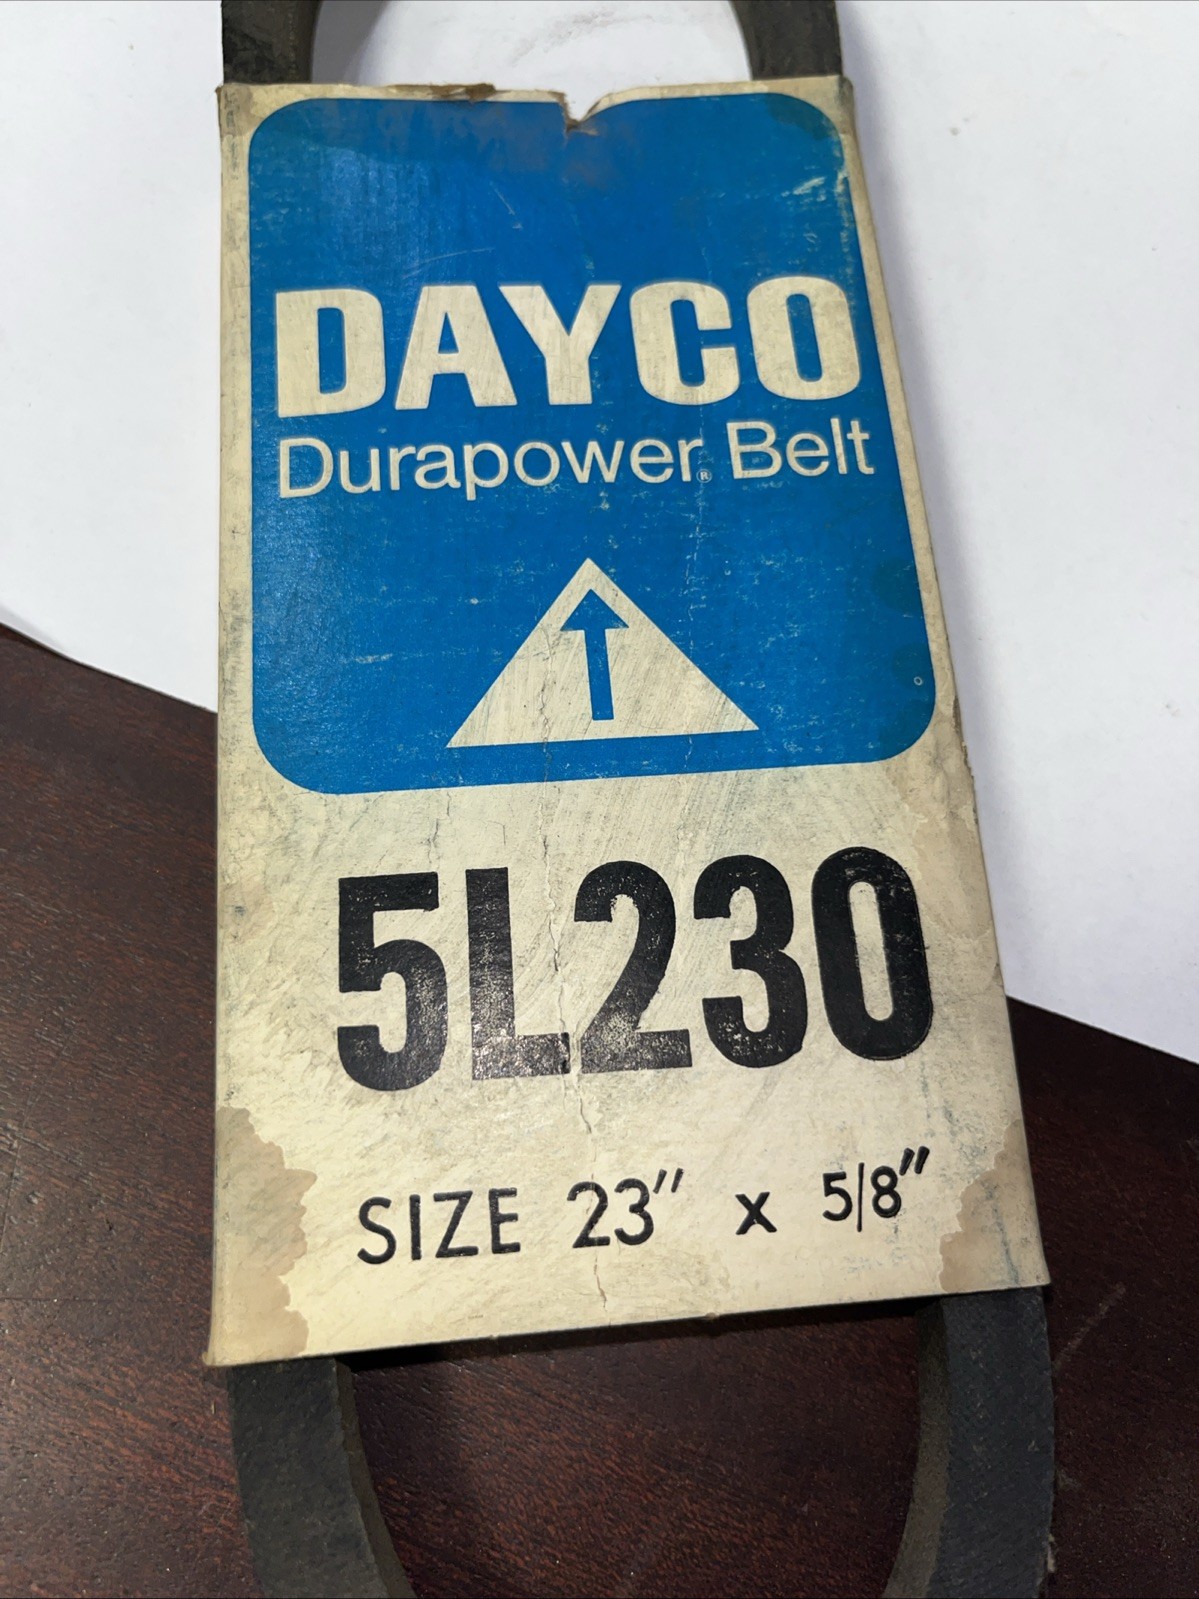 DAYCO
Durapower® Belt
5L230
SIZE 23" x 5/8"